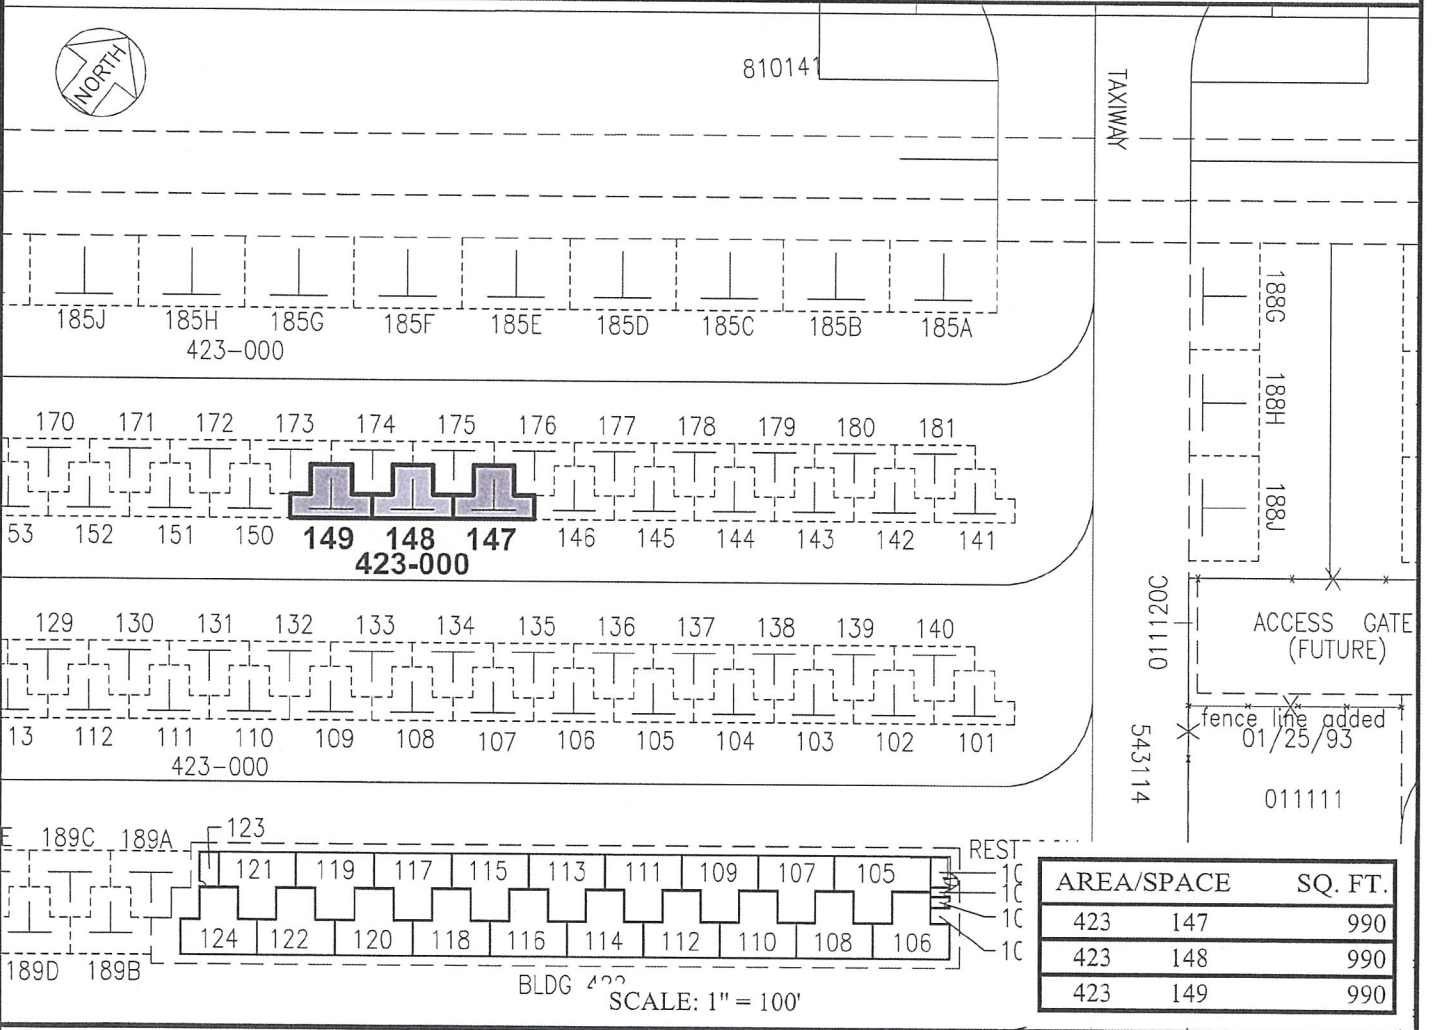 NORTH
810141
TAXIWAY
185J 185H 185G 185F 185E 185D 185C 185B 185A
423-000
188G
188H
188J
170 171 172 173 174 175 176 177 178 179 180 181
53 152 151 150 149 148 147 146 145 144 143 142 141
423-000
C021110
ACCESS GATE
(FUTURE)
129 130 131 132 133 134 135 136 137 138 139 140
13 112 111 110 109 108 107 106 105 104 103 102 101
423-000
fence line added
01/25/93
543114
011111
E 189C 189A 123
REST
121 119 117 115 113 111 109 107 105
124 122 120 118 116 114 112 110 108 106
10
10
10
189D 189B
BLDG
SCALE: 1" = 100'
AREA/SPACE SQ. FT.
423 147 990
423 148 990
423 149 990